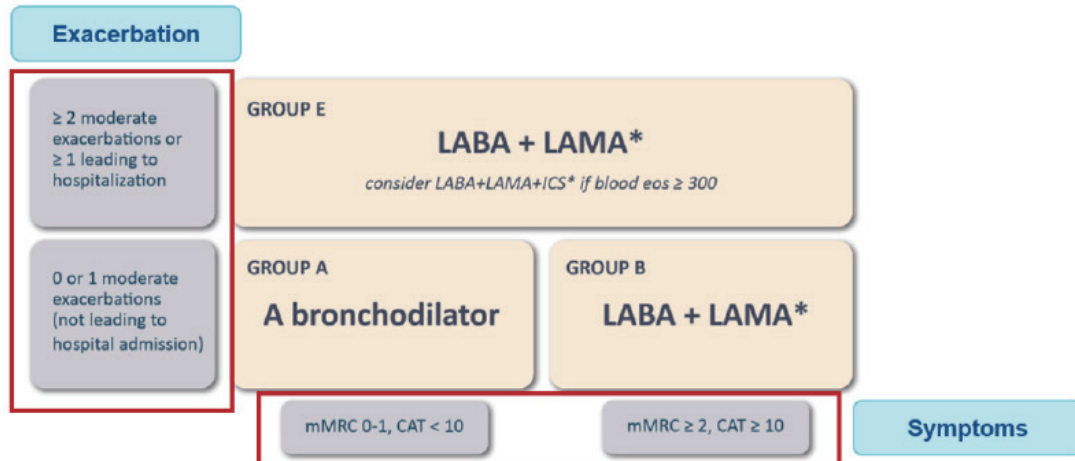 Exacerbation
≥ 2 moderate
exacerbations or
≥ 1 leading to
hospitalization
GROUP E
LABA + LAMA*
consider LABA+LAMA+ICS* if blood eos ≥ 300
0 or 1 moderate
exacerbations
(not leading to
hospital admission)
GROUP A
A bronchodilator
GROUP B
LABA + LAMA*
mMRC 0-1, CAT < 10
mMRC ≥ 2, CAT ≥ 10
Symptoms